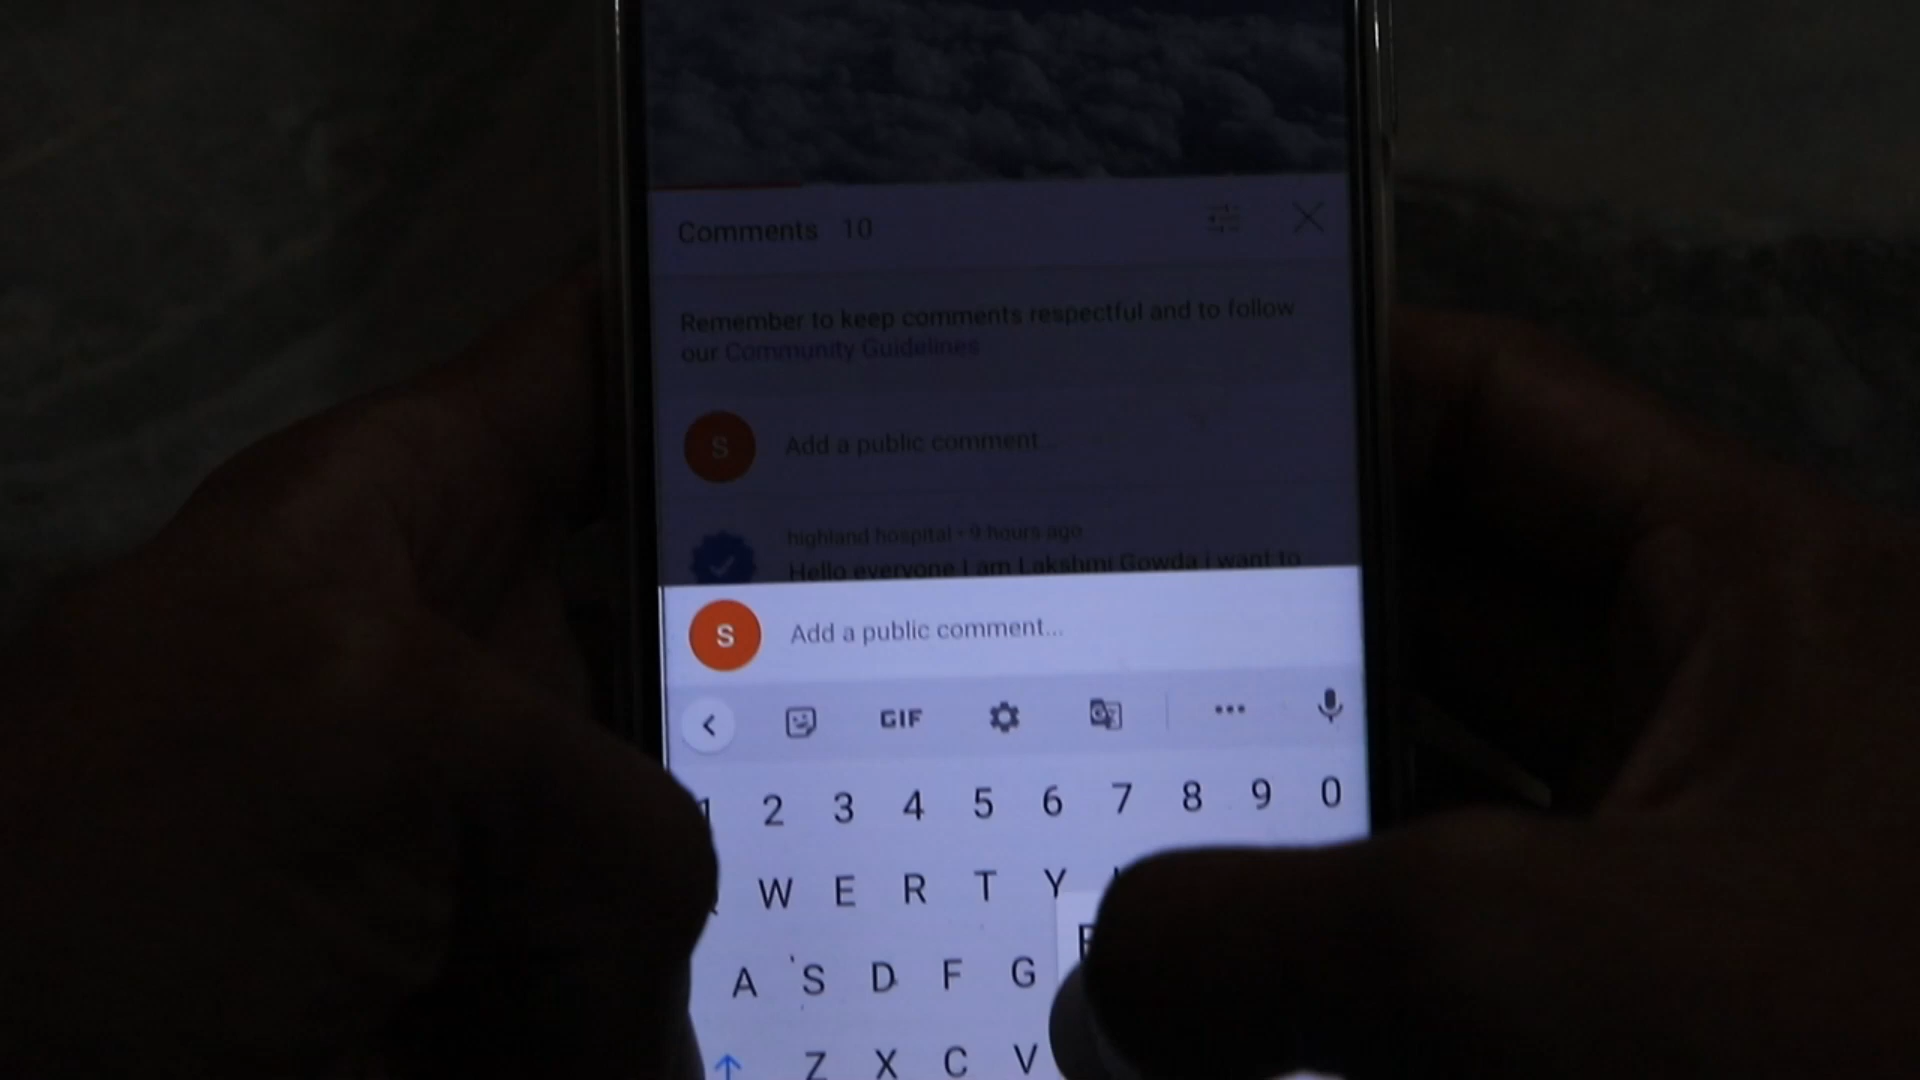 Comments 10
Remember to keep comments respectful and to follow
our Community Guidelines
S Add a public comment...
highland hospital • 9 hours ago
Hello everyone I am Lakshmi Gowda i want to
S Add a public comment...
GIF
1 2 3 4 5 6 7 8 9 0
W E R T Y
A S D F G
Z X C V